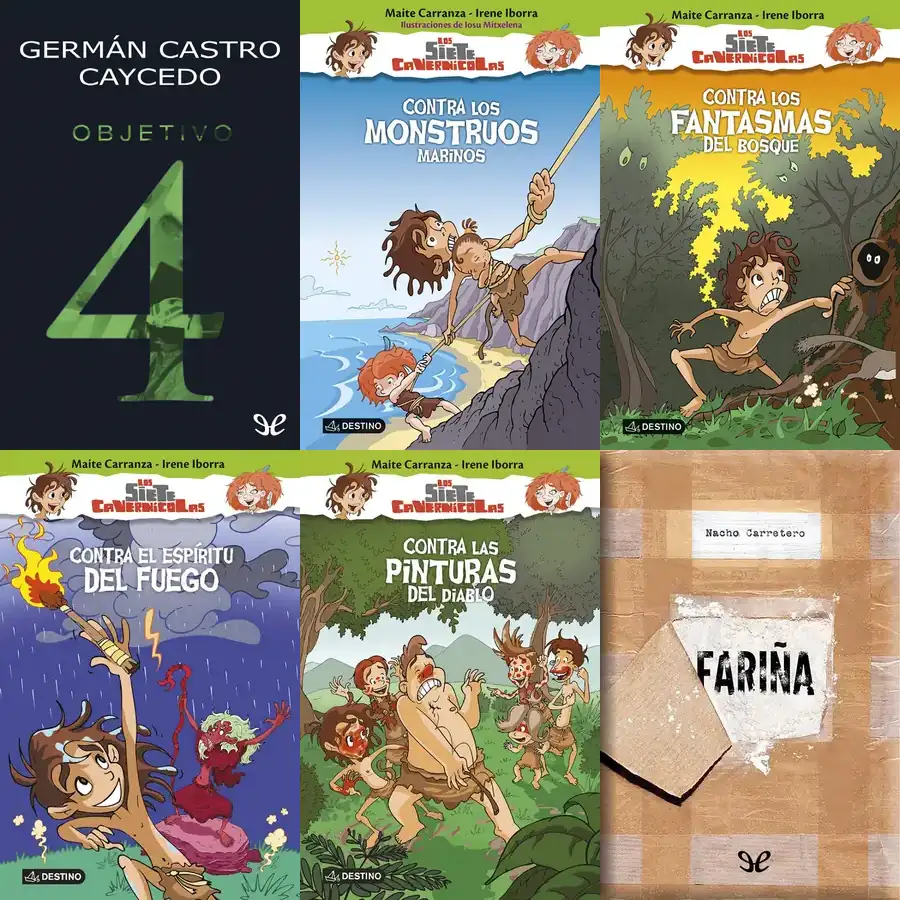 GERMÁN CASTRO
CAYCEDO
OBJETIVO
4
Maite Carranza - Irene Iborra
Ilustraciones de Iosu Mitxelena
LOS
SIETE
CAVERNÍCOLAS
CONTRA LOS
MONSTRUOS
MARINOS
DESTINO
Maite Carranza - Irene Iborra
LOS
SIETE
CAVERNÍCOLAS
CONTRA LOS
FANTASMAS
DEL BOSQUE
DESTINO
Maite Carranza - Irene Iborra
LOS
SIETE
CAVERNÍCOLAS
CONTRA EL ESPÍRITU
DEL FUEGO
DESTINO
Maite Carranza - Irene Iborra
LOS
SIETE
CAVERNÍCOLAS
CONTRA LAS
PINTURAS
DEL DIABLO
DESTINO
Nacho Carretero
FARIÑA